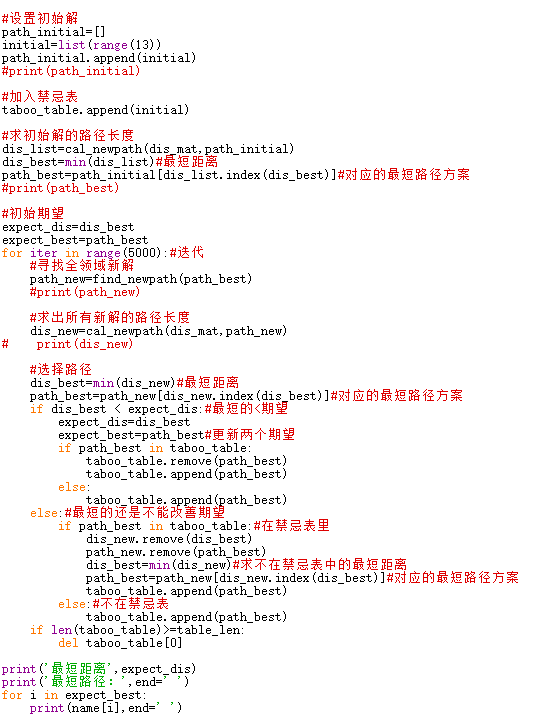 #设置初始解
path_initial=[]
initial=list(range(13))
path_initial.append(initial)
#print(path_initial)

#加入禁忌表
taboo_table.append(initial)

#求初始解的路径长度
dis_list=cal_newpath(dis_mat,path_initial)
dis_best=min(dis_list)#最短距离
path_best=path_initial[dis_list.index(dis_best)]#对应的最短路径方案
#print(path_best)

#初始期望
expect_dis=dis_best
expect_best=path_best
for iter in range(5000):#迭代
    #寻找全领域新解
    path_new=find_newpath(path_best)
    #print(path_new)

    #求出所有新解的路径长度
    dis_new=cal_newpath(dis_mat,path_new)
#    print(dis_new)

    #选择路径
    dis_best=min(dis_new)#最短距离
    path_best=path_new[dis_new.index(dis_best)]#对应的最短路径方案
    if dis_best < expect_dis:#最短的<期望
        expect_dis=dis_best
        expect_best=path_best#更新两个期望
        if path_best in taboo_table:
            taboo_table.remove(path_best)
            taboo_table.append(path_best)
        else:
            taboo_table.append(path_best)
    else:#最短的还是不能改善期望
        if path_best in taboo_table:#在禁忌表里
            dis_new.remove(dis_best)
            path_new.remove(path_best)
            dis_best=min(dis_new)#求不在禁忌表中的最短距离
            path_best=path_new[dis_new.index(dis_best)]#对应的最短路径方案
            taboo_table.append(path_best)
        else:#不在禁忌表
            taboo_table.append(path_best)
    if len(taboo_table)>=table_len:
        del taboo_table[0]

print('最短距离',expect_dis)
print('最短路径：',end=' ')
for i in expect_best:
    print(name[i],end=' ')